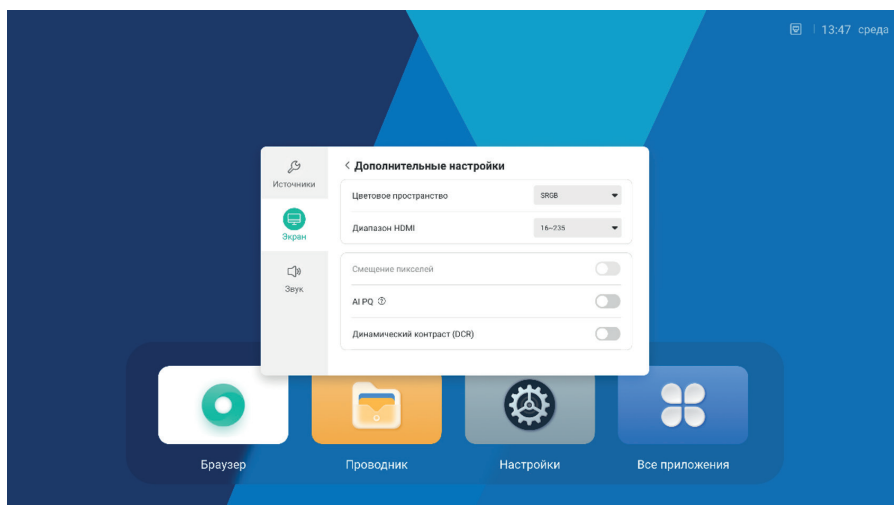 13:47 среда
Источники
Экран
Звук
Дополнительные настройки
Цветовое пространство SRGB
Диапазон HDMI 16~235
Смещение пикселей
AI PQ
Динамический контраст (DCR)
Браузер Проводник Настройки Все приложения